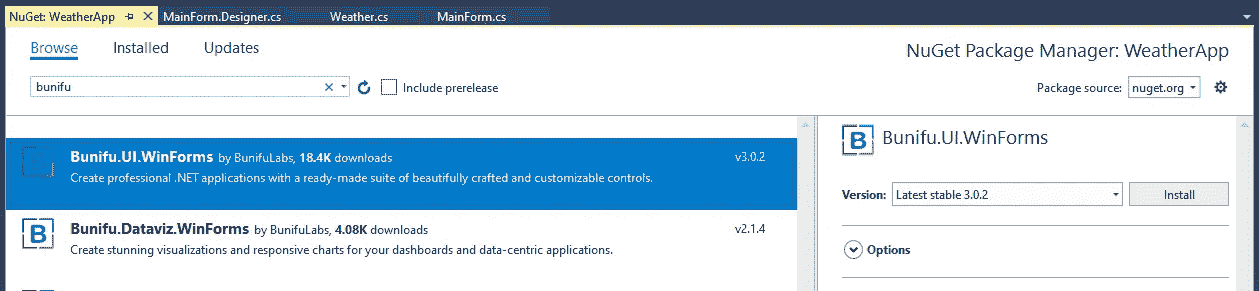 NuGet: WeatherApp MainForm.Designer.cs Weather.cs MainForm.cs
Browse Installed Updates
NuGet Package Manager: WeatherApp
bunifu
Include prerelease
Package source: nuget.org
Bunifu.UI.WinForms by BunifuLabs, 18.4K downloads v3.0.2
Create professional .NET applications with a ready-made suite of beautifully crafted and customizable controls.
B Bunifu.Dataviz.WinForms by BunifuLabs, 4.08K downloads v2.1.4
Create stunning visualizations and responsive charts for your dashboards and data-centric applications.
B Bunifu.UI.WinForms
Version: Latest stable 3.0.2 Install
Options